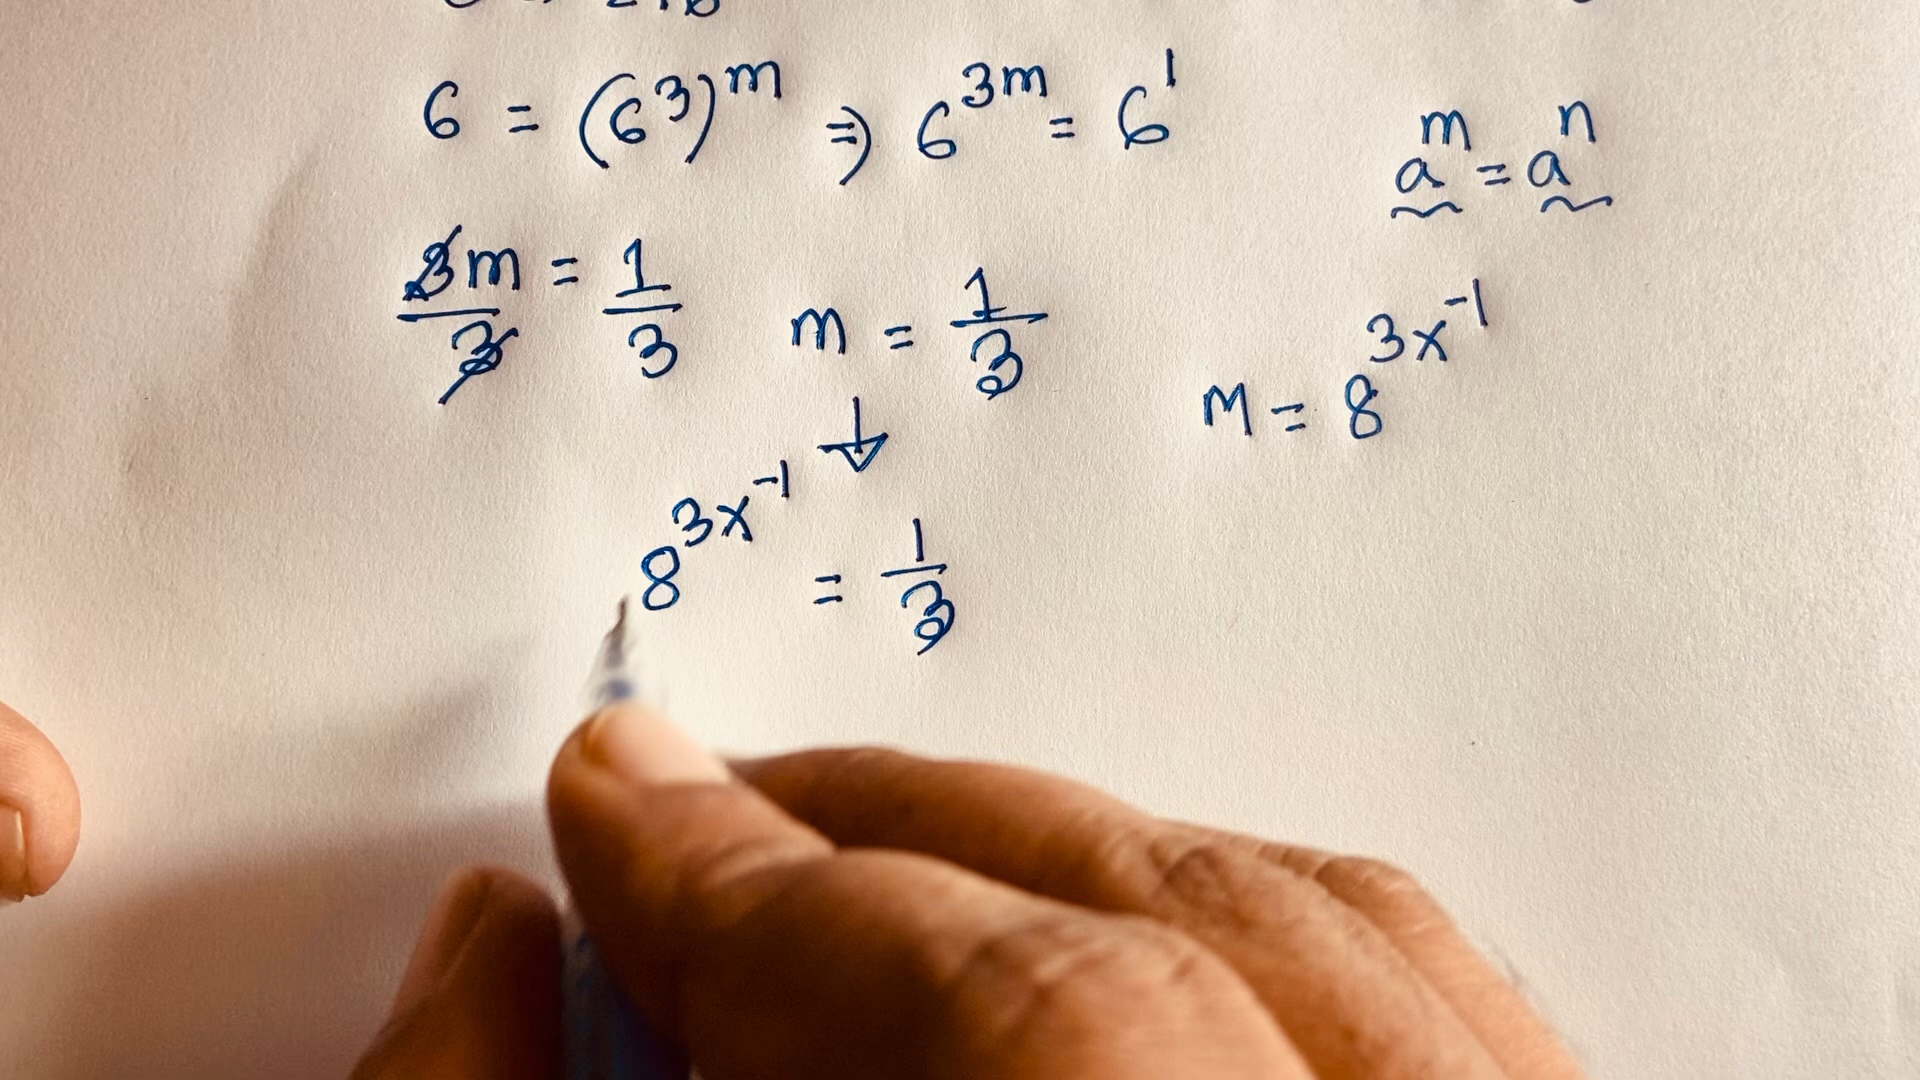 6 = (6³)ᵐ ⇒ 6³ᵐ = 6¹
aᵐ = aⁿ
3m/3 = 1/3 m = 1/3
M = 8^3x⁻¹
8^3x⁻¹ = 1/3